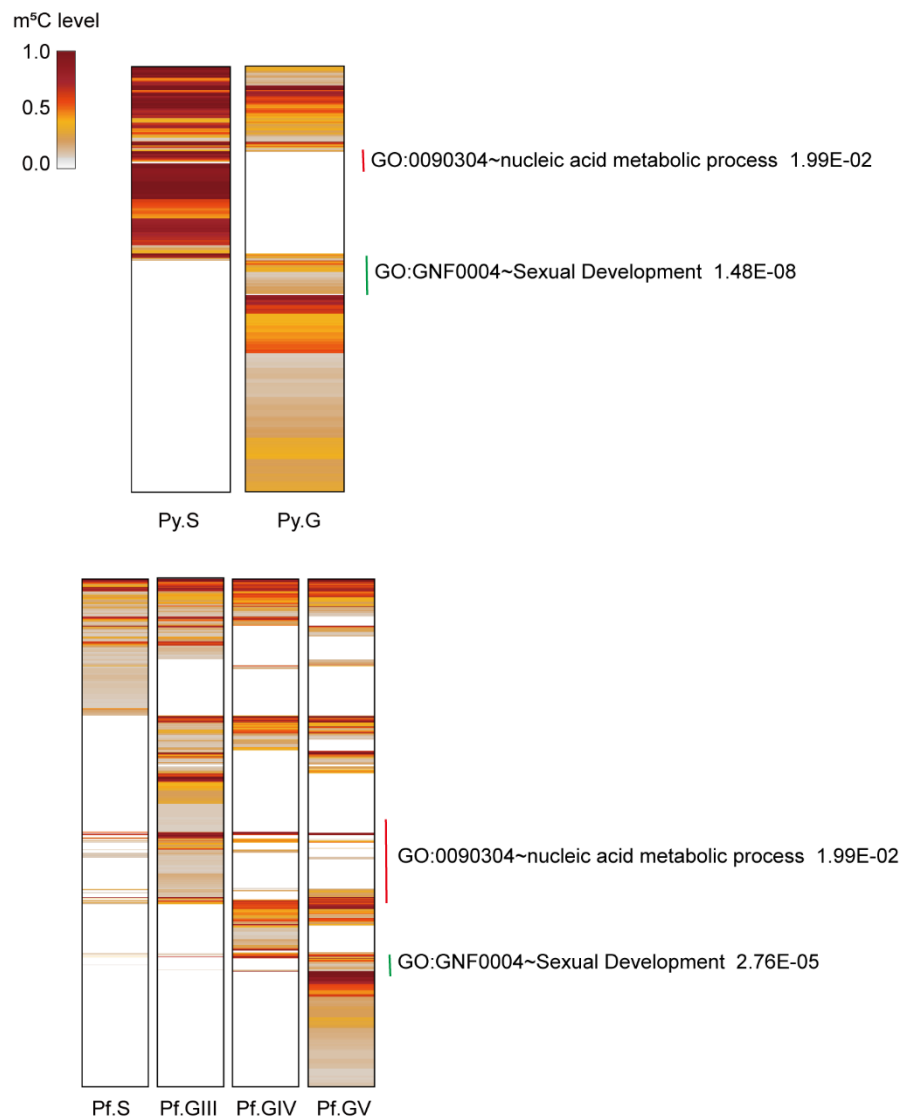 m⁵C level
1.0
0.5
0.0
GO:0090304~nucleic acid metabolic process 1.99E-02
GO:GNF0004~Sexual Development 1.48E-08
Py.S Py.G
GO:0090304~nucleic acid metabolic process 1.99E-02
GO:GNF0004~Sexual Development 2.76E-05
Pf.S Pf.GIII Pf.GIV Pf.GV